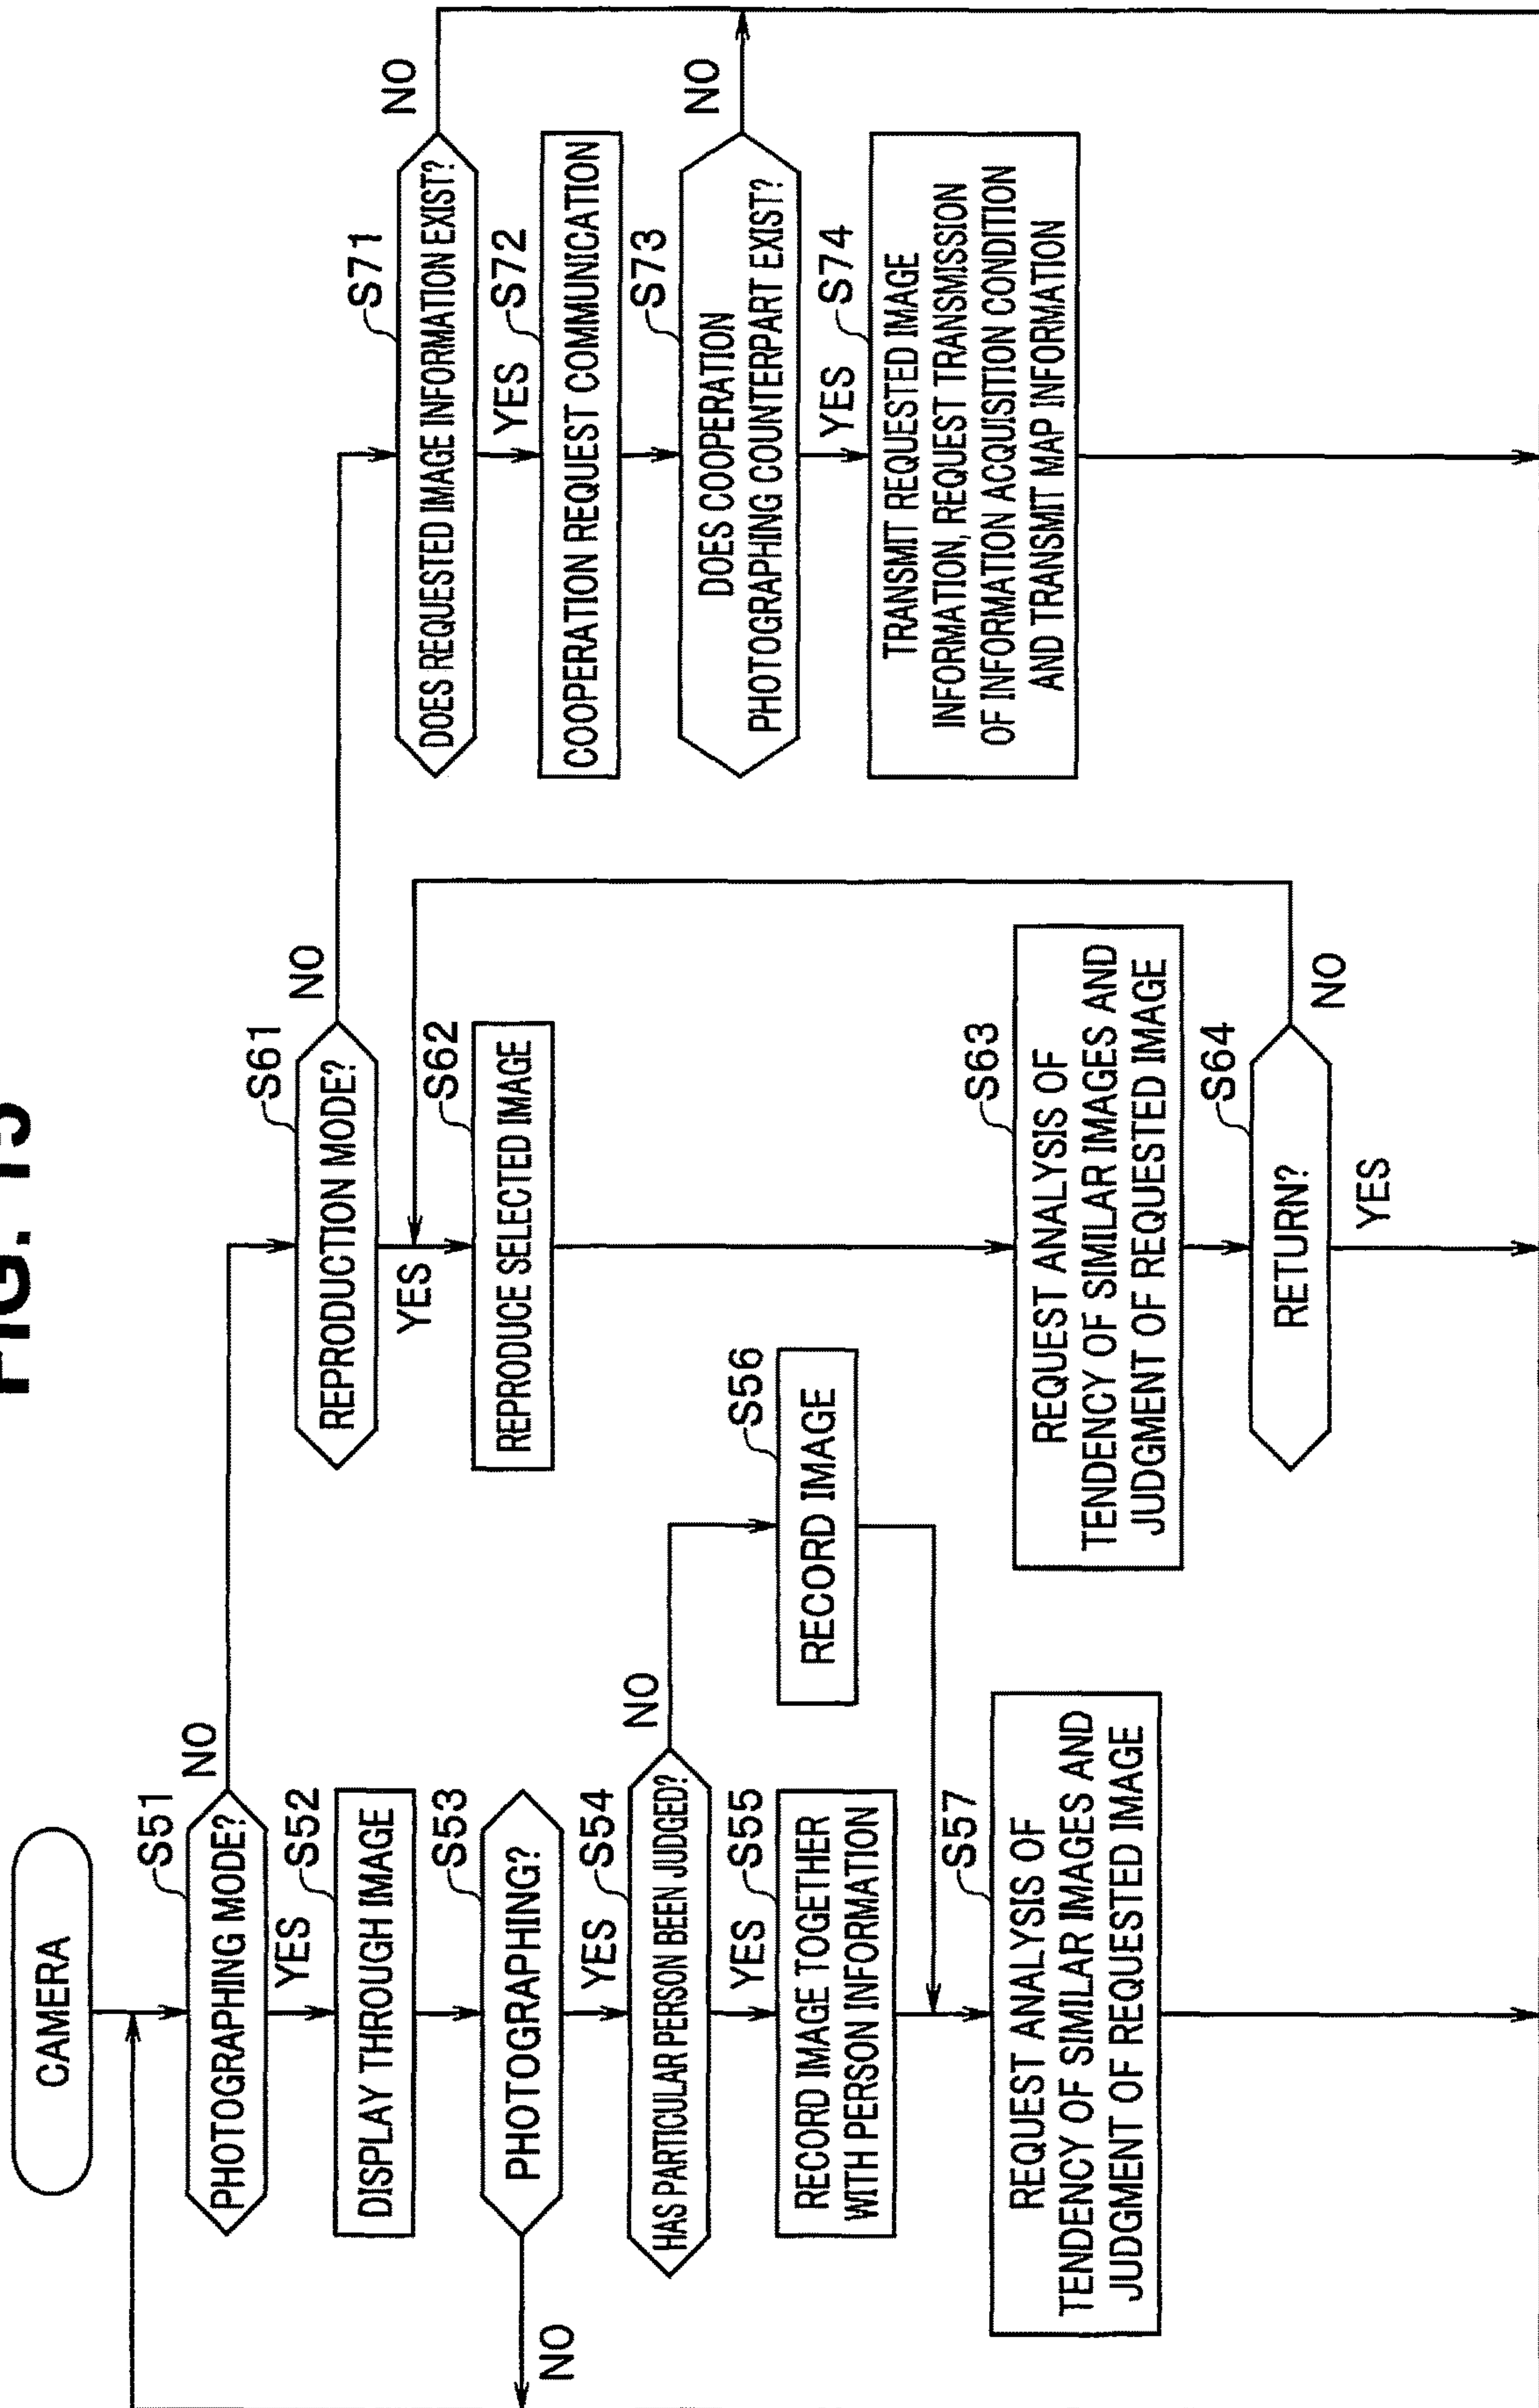 FIG. 15
CAMERA
S51
PHOTOGRAPHING MODE?
NO
YES
S52
DISPLAY THROUGH IMAGE
S53
PHOTOGRAPHING?
NO
YES
S54
HAS PARTICULAR PERSON BEEN JUDGED?
NO
YES
S55
RECORD IMAGE TOGETHER
WITH PERSON INFORMATION
S56
RECORD IMAGE
S57
REQUEST ANALYSIS OF
TENDENCY OF SIMILAR IMAGES AND
JUDGMENT OF REQUESTED IMAGE
S61
REPRODUCTION MODE?
NO
YES
S62
REPRODUCE SELECTED IMAGE
S63
REQUEST ANALYSIS OF
TENDENCY OF SIMILAR IMAGES AND
JUDGMENT OF REQUESTED IMAGE
S64
RETURN?
NO
YES
S71
DOES REQUESTED IMAGE INFORMATION EXIST?
NO
YES
S72
COOPERATION REQUEST COMMUNICATION
S73
DOES COOPERATION
PHOTOGRAPHING COUNTERPART EXIST?
NO
YES
S74
TRANSMIT REQUESTED IMAGE
INFORMATION, REQUEST TRANSMISSION
OF INFORMATION ACQUISITION CONDITION
AND TRANSMIT MAP INFORMATION